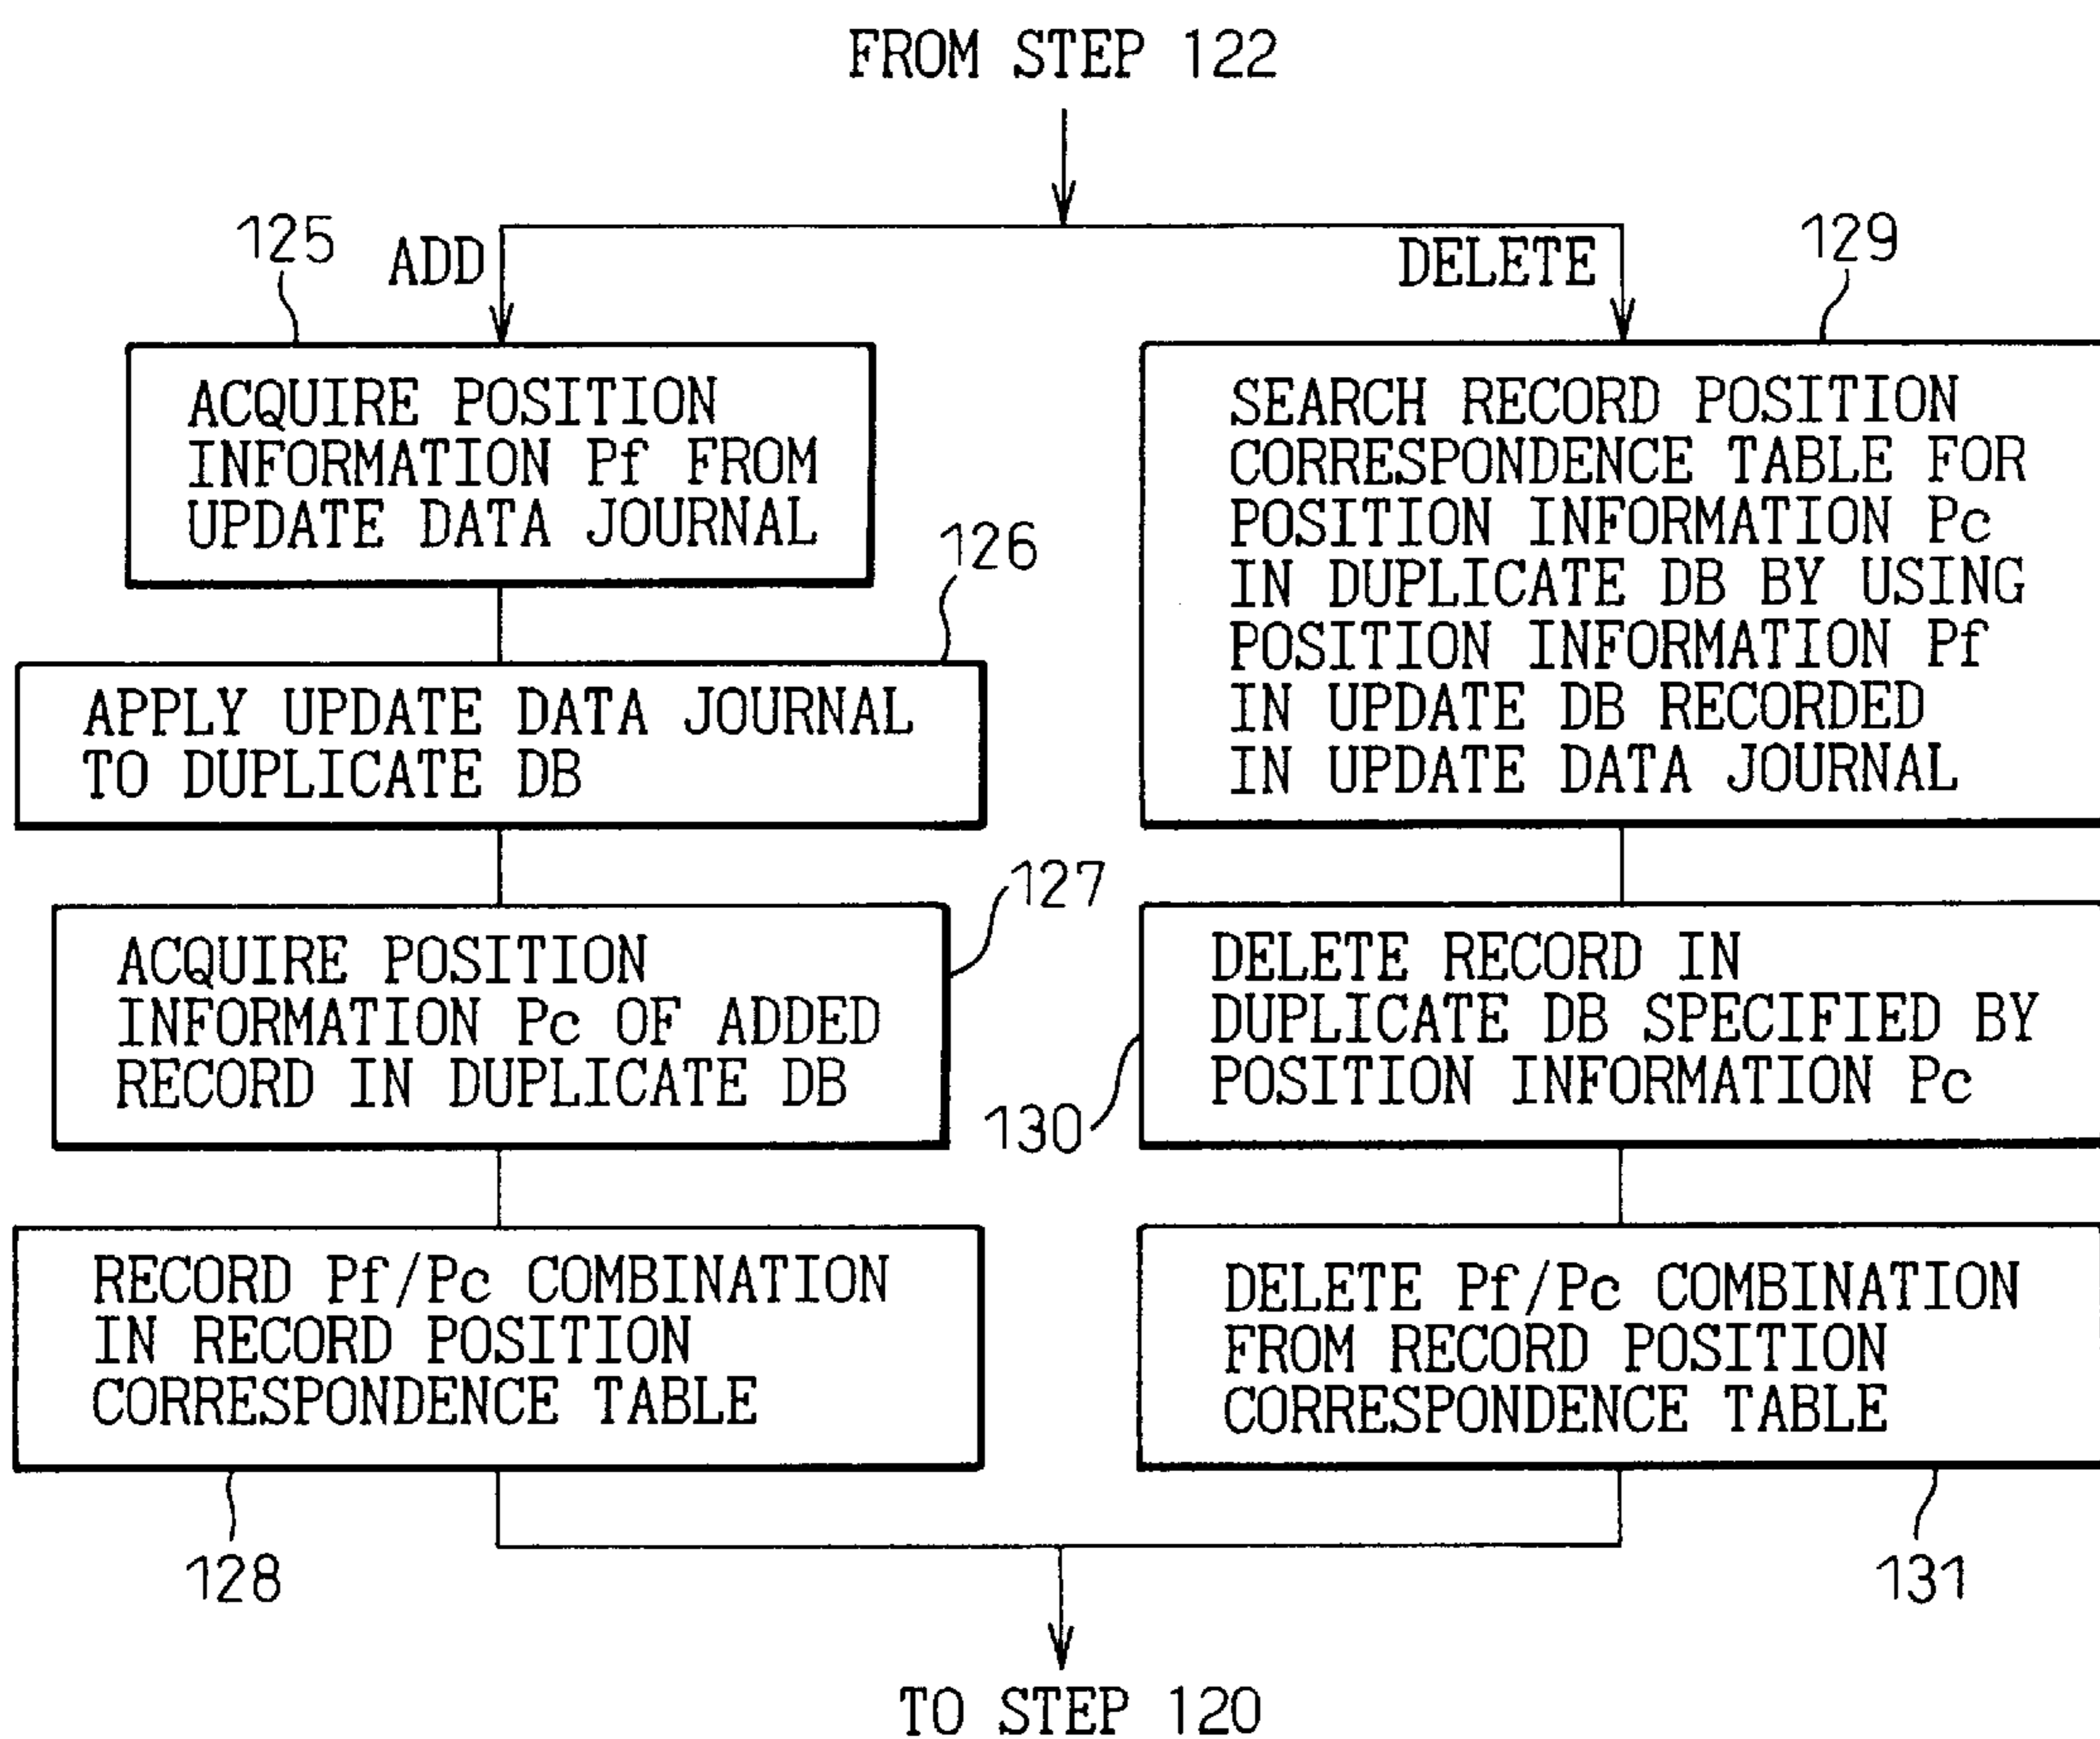 FROM STEP 122
125
ADD
ACQUIRE POSITION
INFORMATION Pf FROM
UPDATE DATA JOURNAL
126
APPLY UPDATE DATA JOURNAL
TO DUPLICATE DB
127
ACQUIRE POSITION
INFORMATION Pc OF ADDED
RECORD IN DUPLICATE DB
RECORD Pf/Pc COMBINATION
IN RECORD POSITION
CORRESPONDENCE TABLE
128
DELETE
129
SEARCH RECORD POSITION
CORRESPONDENCE TABLE FOR
POSITION INFORMATION Pc
IN DUPLICATE DB BY USING
POSITION INFORMATION Pf
IN UPDATE DB RECORDED
IN UPDATE DATA JOURNAL
DELETE RECORD IN
DUPLICATE DB SPECIFIED BY
POSITION INFORMATION Pc
130
DELETE Pf/Pc COMBINATION
FROM RECORD POSITION
CORRESPONDENCE TABLE
131
TO STEP 120